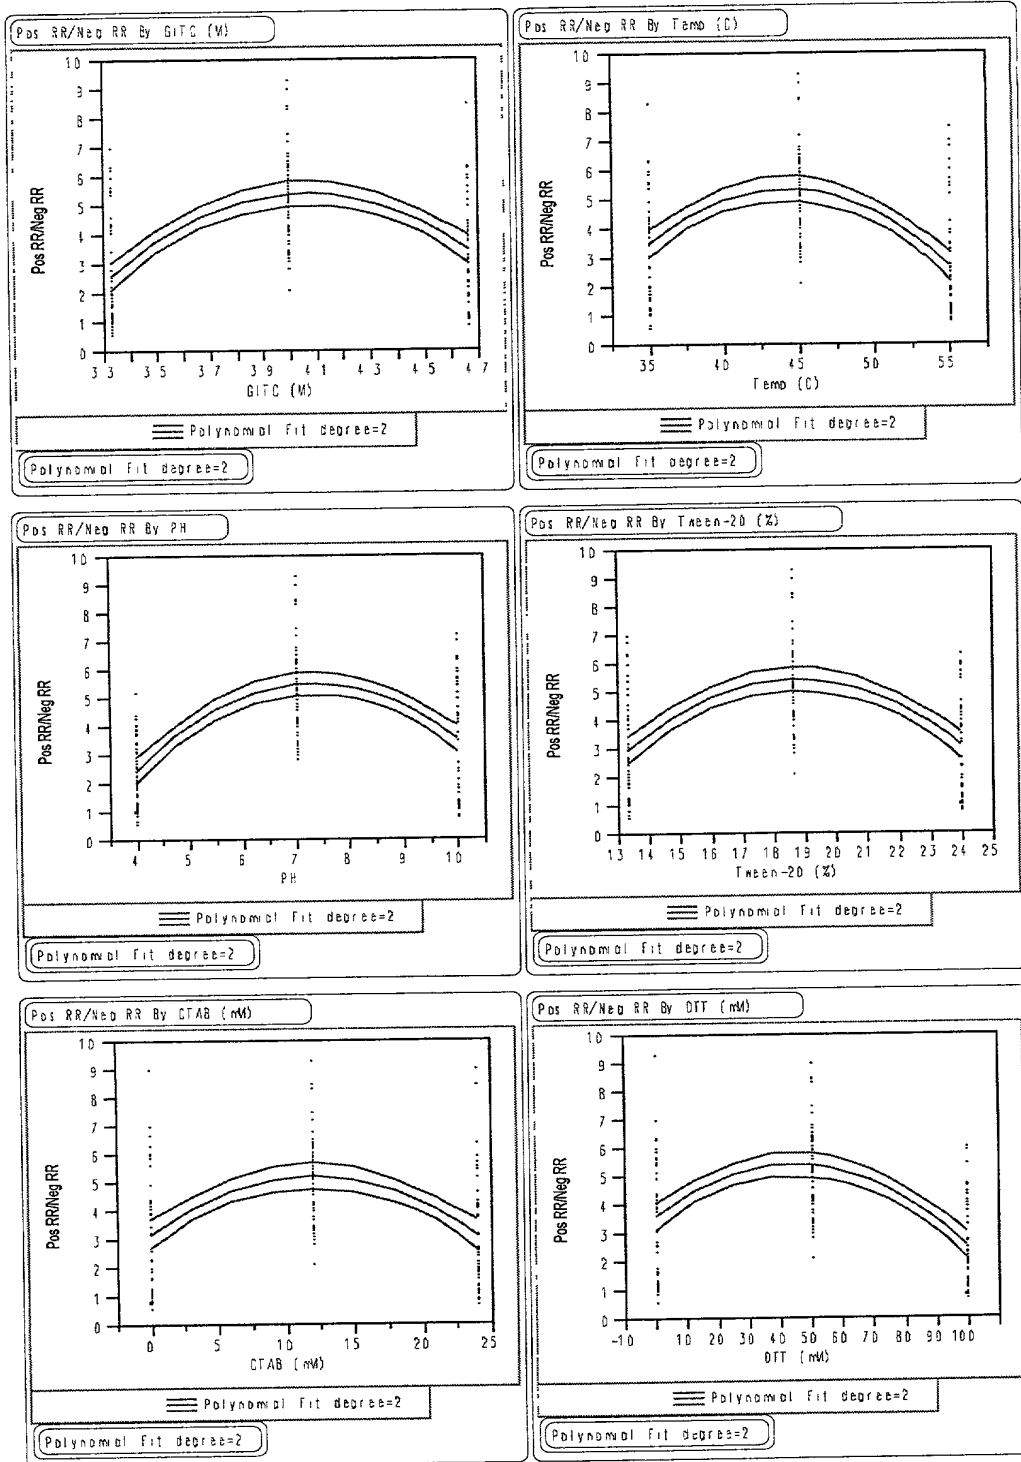 Pos RR/Neg RR By GITC (M)
10
9
8
7
6
5
4
3
2
1
0
Pos RR/Neg RR
3.3 3.5 3.7 3.9 4.1 4.3 4.5 4.7
GITC (M)
Polynomial Fit degree=2
Polynomial Fit degree=2
Pos RR/Neg RR By Temp (C)
10
9
8
7
6
5
4
3
2
1
0
Pos RR/Neg RR
35 40 45 50 55
Temp (C)
Polynomial Fit degree=2
Polynomial Fit degree=2
Pos RR/Neg RR By PH
10
9
8
7
6
5
4
3
2
1
0
Pos RR/Neg RR
4 5 6 7 8 9 10
PH
Polynomial Fit degree=2
Polynomial Fit degree=2
Pos RR/Neg RR By Tween-20 (%)
10
9
8
7
6
5
4
3
2
1
0
Pos RR/Neg RR
13 14 15 16 17 18 19 20 21 22 23 24 25
Tween-20 (%)
Polynomial Fit degree=2
Polynomial Fit degree=2
Pos RR/Neg RR By CTAB (mM)
10
9
8
7
6
5
4
3
2
1
0
Pos RR/Neg RR
0 5 10 15 20 25
CTAB (mM)
Polynomial Fit degree=2
Polynomial Fit degree=2
Pos RR/Neg RR By DTT (mM)
10
9
8
7
6
5
4
3
2
1
0
Pos RR/Neg RR
-10 0 10 20 30 40 50 60 70 80 90 100
DTT (mM)
Polynomial Fit degree=2
Polynomial Fit degree=2